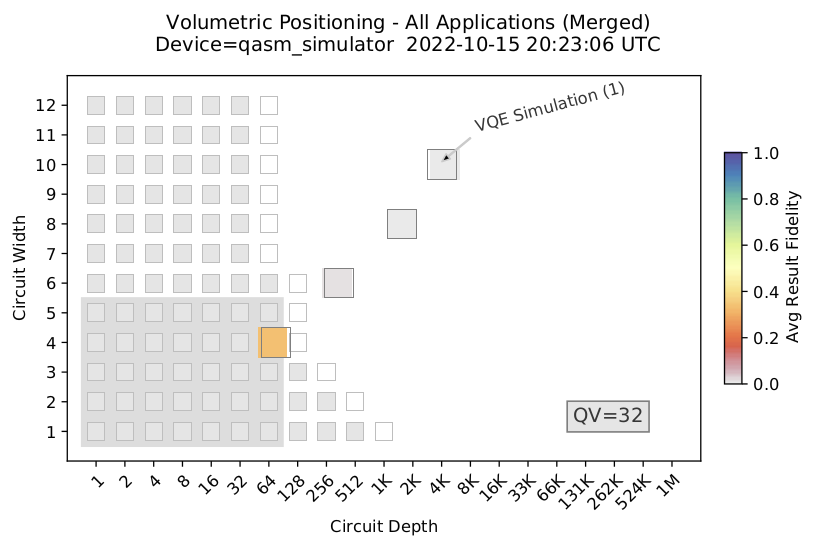 Volumetric Positioning - All Applications (Merged)
Device=qasm_simulator  2022-10-15 20:23:06 UTC
Circuit Width
12
11
10
9
8
7
6
5
4
3
2
1
VQE Simulation (1)
QV=32
1
2
4
8
16
32
64
128
256
512
1K
2K
4K
8K
16K
33K
66K
131K
262K
524K
1M
Circuit Depth
1.0
0.8
0.6
0.4
0.2
0.0
Avg Result Fidelity